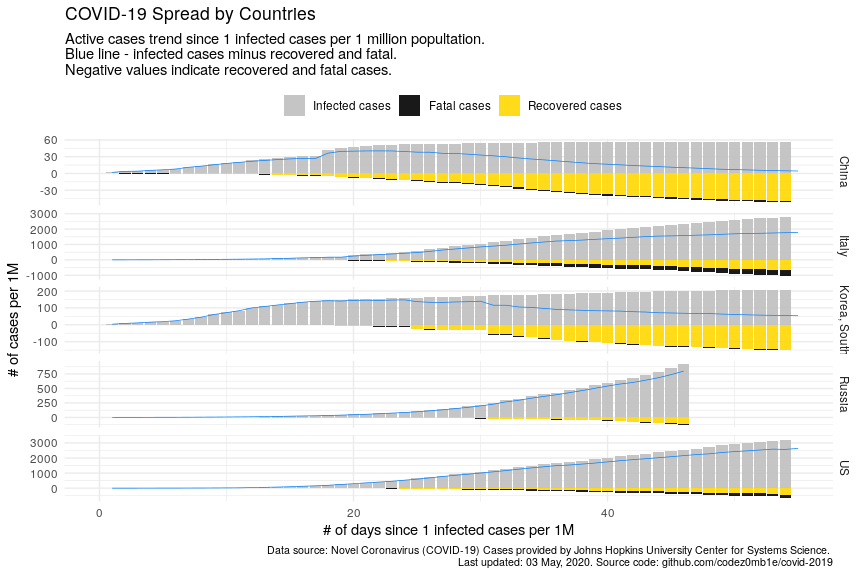 COVID-19 Spread by Countries
Active cases trend since 1 infected cases per 1 million popultation.
Blue line - infected cases minus recovered and fatal.
Negative values indicate recovered and fatal cases.
Infected cases Fatal cases Recovered cases
60
30
0
-30
China
3000
2000
1000
0
-1000
Italy
200
100
0
-100
Korea, South
750
500
250
0
Russia
3000
2000
1000
0
US
# of cases per 1M
0 20 40
# of days since 1 infected cases per 1M
Data source: Novel Coronavirus (COVID-19) Cases provided by Johns Hopkins University Center for Systems Science.
Last updated: 03 May, 2020. Source code: github.com/codez0mb1e/covid-2019